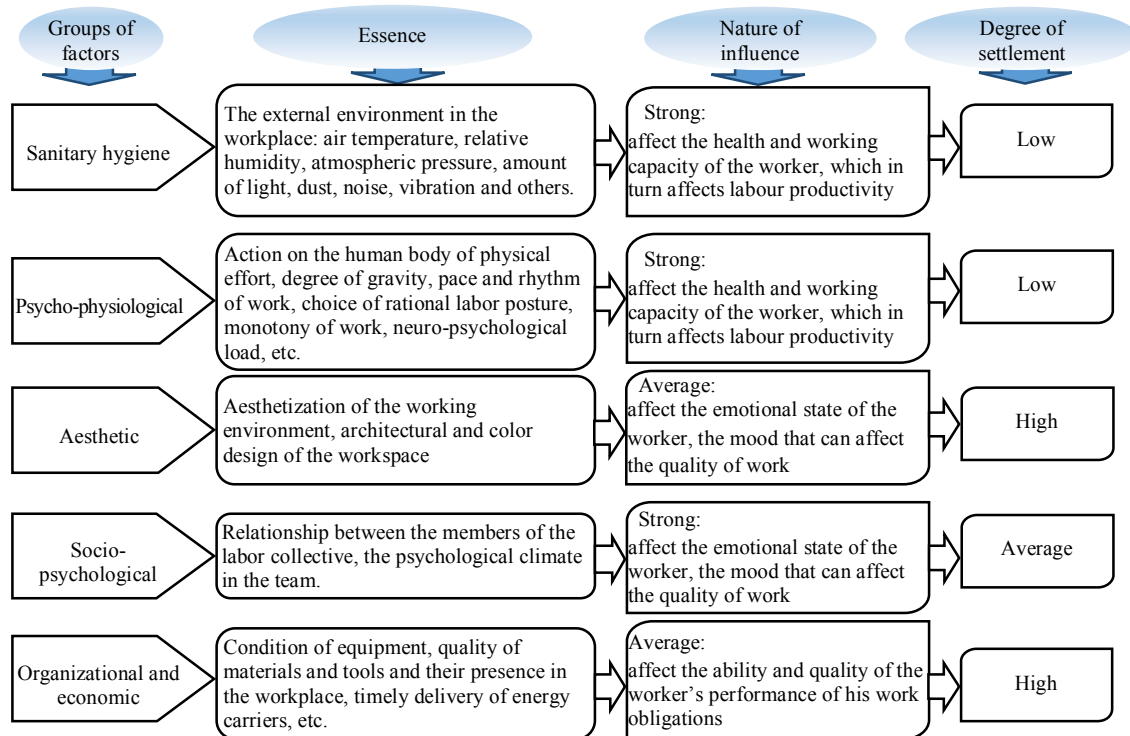 Groups of
factors
Essence
Nature of
influence
Degree of
settlement
Sanitary hygiene
The external environment in the
workplace: air temperature, relative
humidity, atmospheric pressure, amount
of light, dust, noise, vibration and others.
Strong:
affect the health and working
capacity of the worker, which in
turn affects labour productivity
Low
Psycho-physiological
Action on the human body of physical
effort, degree of gravity, pace and rhythm
of work, choice of rational labor posture,
monotony of work, neuro-psychological
load, etc.
Strong:
affect the health and working
capacity of the worker, which in
turn affects labour productivity
Low
Aesthetic
Aesthetization of the working
environment, architectural and color
design of the workspace
Average:
affect the emotional state of the
worker, the mood that can affect
the quality of work
High
Socio-
psychological
Relationship between the members of the
labor collective, the psychological climate
in the team.
Strong:
affect the emotional state of the
worker, the mood that can affect
the quality of work
Average
Organizational and
economic
Condition of equipment, quality of
materials and tools and their presence in
the workplace, timely delivery of energy
carriers, etc.
Average:
affect the ability and quality of the
worker’s performance of his work
obligations
High